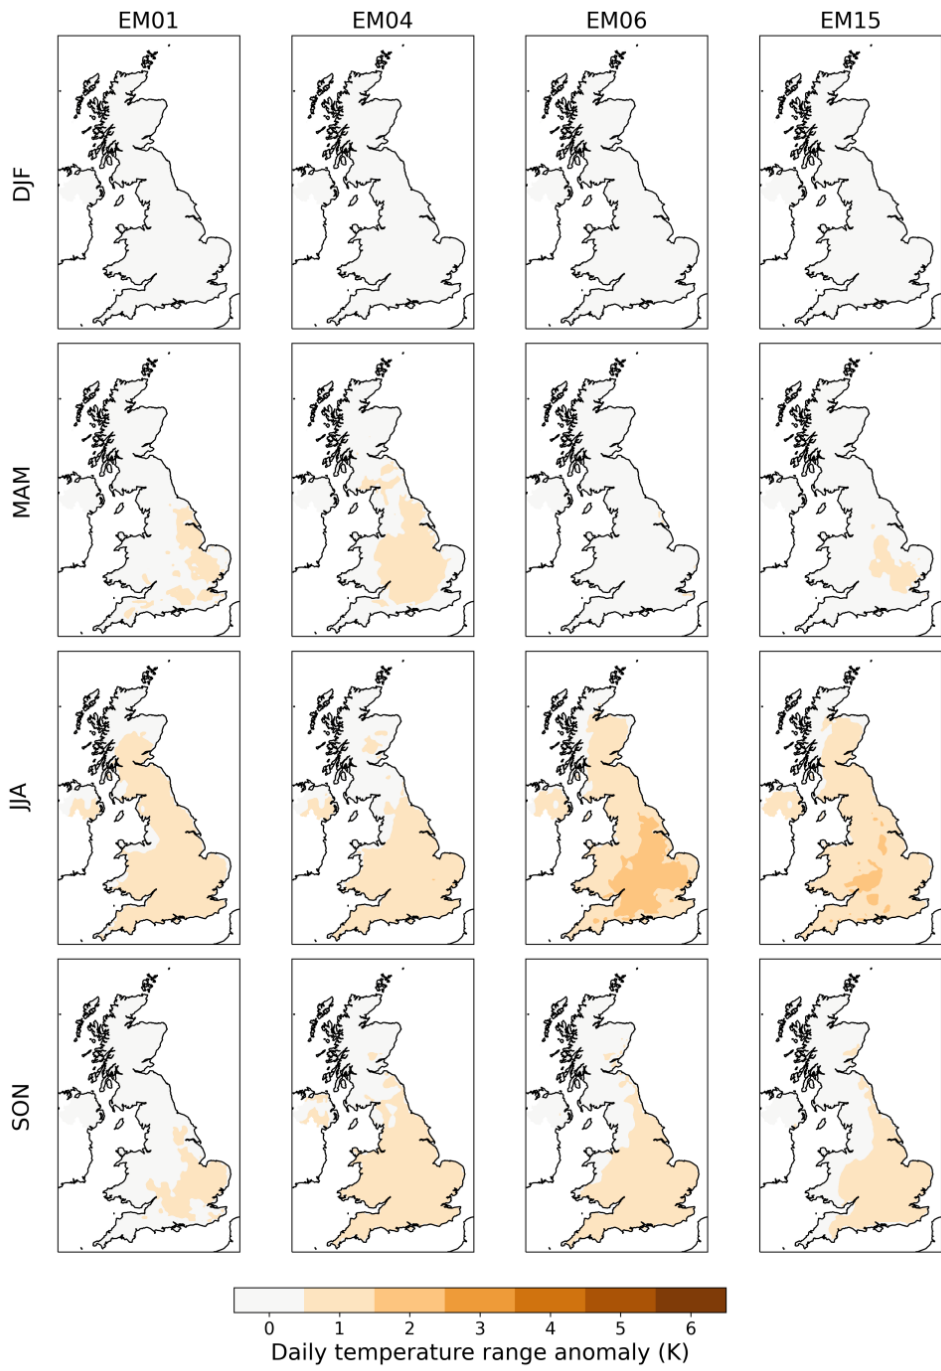 EM01 EM04 EM06 EM15
DJF
MAM
JJA
SON
0 1 2 3 4 5 6
Daily temperature range anomaly (K)